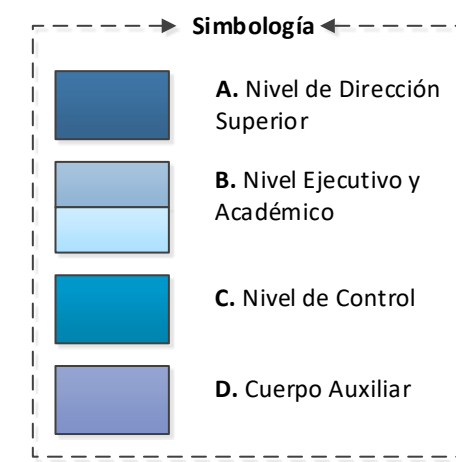 Simbología
A. Nivel de Dirección
Superior
B. Nivel Ejecutivo y
Académico
C. Nivel de Control
D. Cuerpo Auxiliar